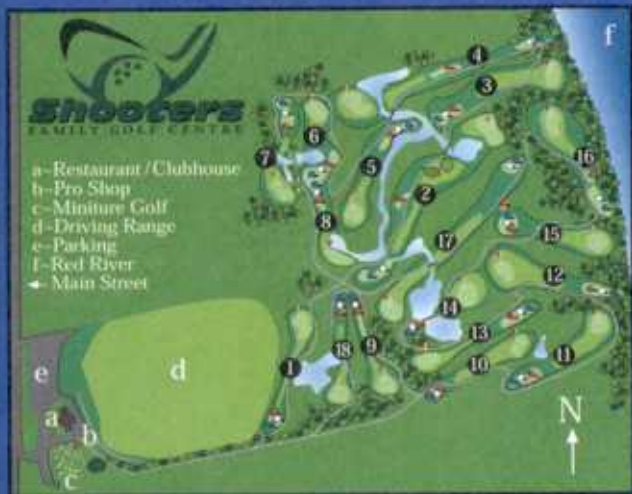 Shooters
FAMILY GOLF CENTRE
a–Restaurant/Clubhouse
b–Pro Shop
c–Miniture Golf
d–Driving Range
e–Parking
f–Red River
← Main Street
f
4
3
6
7
5
16
2
8
17
15
12
14
13
1
18
9
10
11
d
e
a
b
c
N